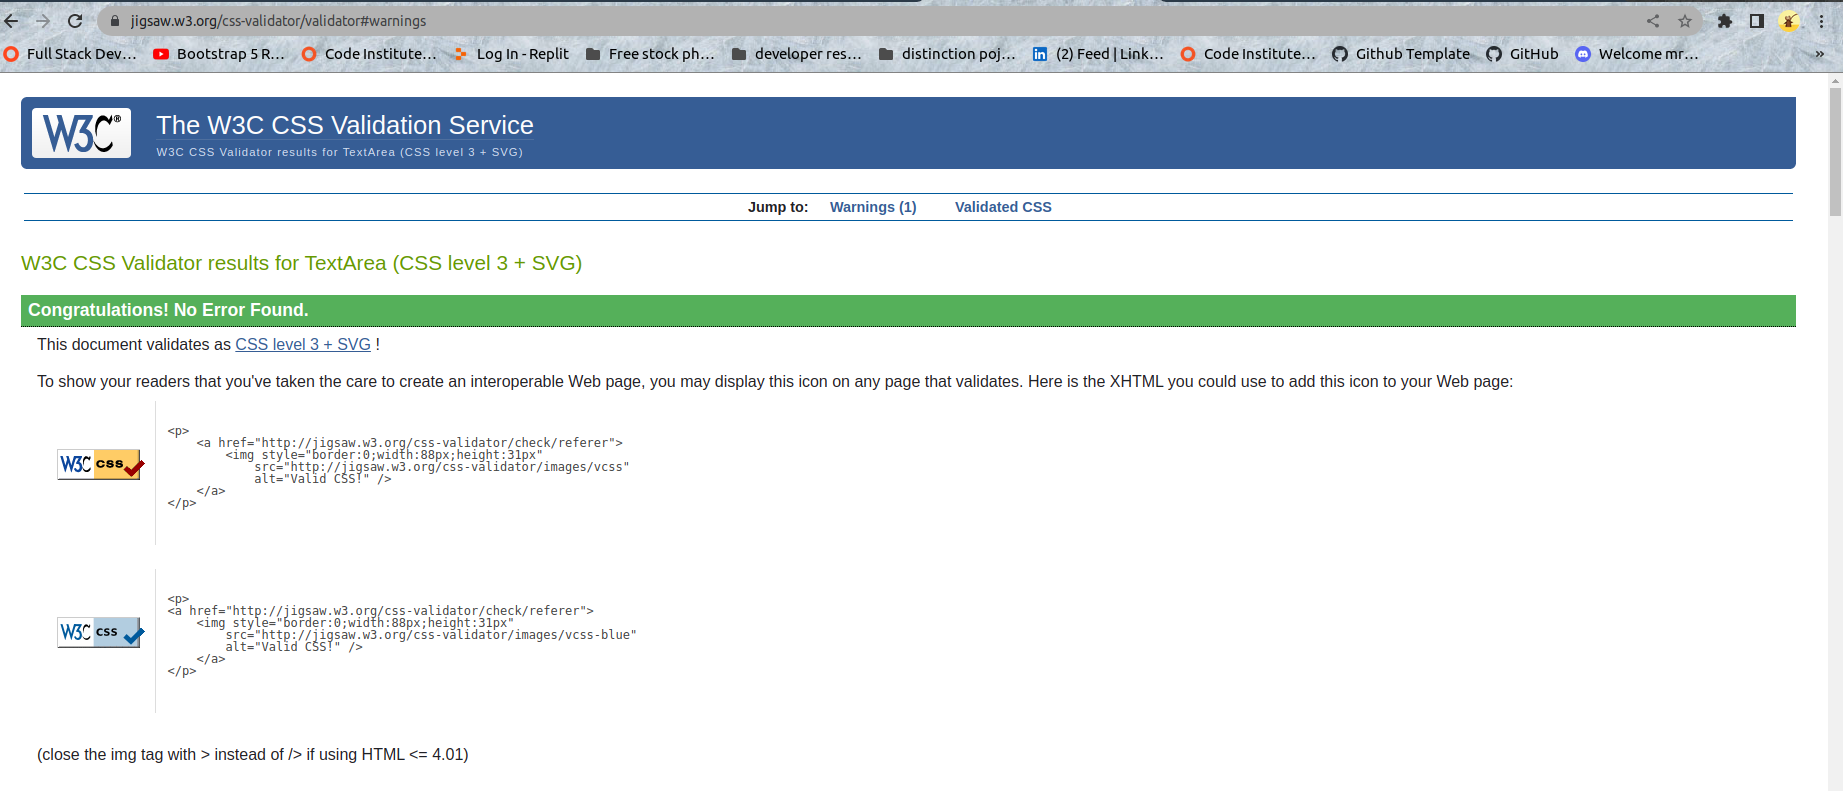 jigsaw.w3.org/css-validator/validator#warnings
Full Stack Dev... Bootstrap 5 R... Code Institute... Log In - Replit Free stock ph... developer res... distinction poj... (2) Feed | Link... Code Institute... Github Template GitHub Welcome mr... »
W3C® The W3C CSS Validation Service
W3C CSS Validator results for TextArea (CSS level 3 + SVG)
Jump to: Warnings (1) Validated CSS
W3C CSS Validator results for TextArea (CSS level 3 + SVG)
Congratulations! No Error Found.
This document validates as CSS level 3 + SVG !
To show your readers that you've taken the care to create an interoperable Web page, you may display this icon on any page that validates. Here is the XHTML you could use to add this icon to your Web page:
<p>
<a href="http://jigsaw.w3.org/css-validator/check/referer">
<img style="border:0;width:88px;height:31px"
W3C css
src="http://jigsaw.w3.org/css-validator/images/vcss"
alt="Valid CSS!" />
</a>
</p>
<p>
<a href="http://jigsaw.w3.org/css-validator/check/referer">
<img style="border:0;width:88px;height:31px"
W3C css
src="http://jigsaw.w3.org/css-validator/images/vcss-blue"
alt="Valid CSS!" />
</a>
</p>
(close the img tag with > instead of /> if using HTML <= 4.01)